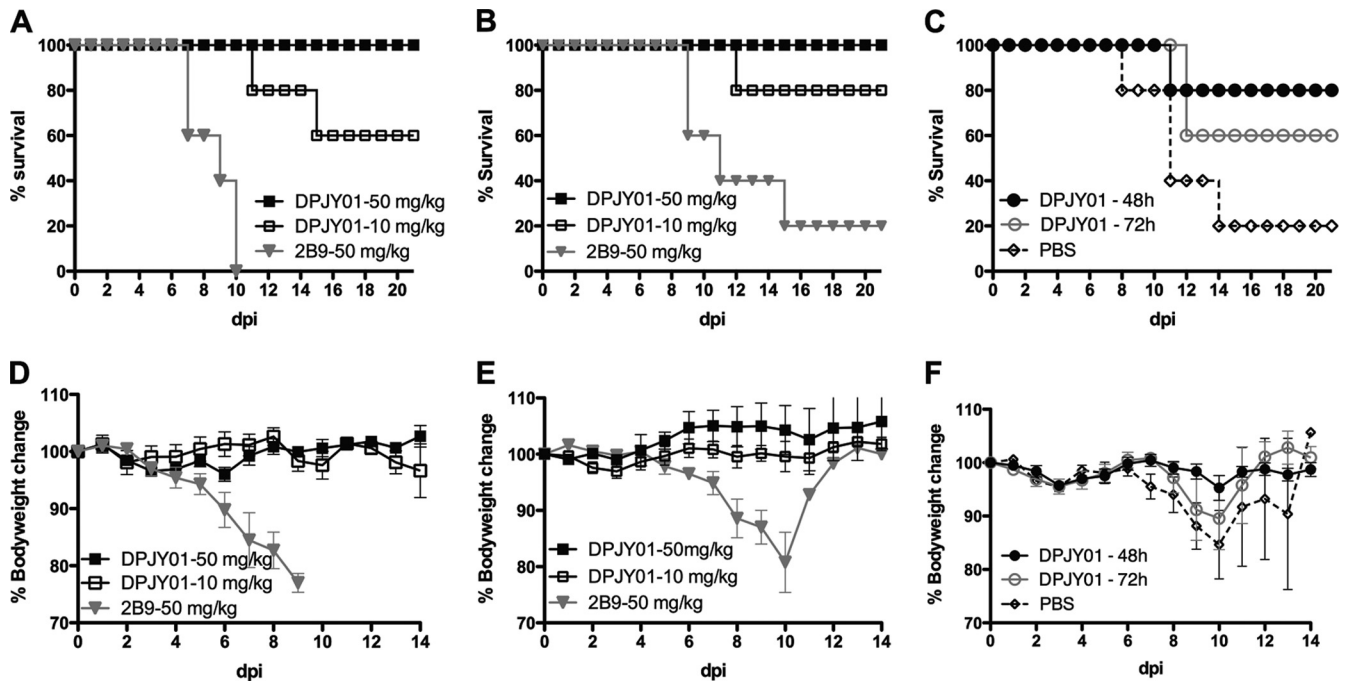 A
% survival
100
80
60
40
20
0
DPJY01-50 mg/kg
DPJY01-10 mg/kg
2B9-50 mg/kg
0 2 4 6 8 10 12 14 16 18 20
dpi
B
% Survival
100
80
60
40
20
0
DPJY01-50 mg/kg
DPJY01-10 mg/kg
2B9-50 mg/kg
0 2 4 6 8 10 12 14 16 18 20
dpi
C
% Survival
100
80
60
40
20
0
DPJY01 - 48h
DPJY01 - 72h
PBS
0 2 4 6 8 10 12 14 16 18 20
dpi
D
% Bodyweight change
110
100
90
80
70
DPJY01-50 mg/kg
DPJY01-10 mg/kg
2B9-50 mg/kg
0 2 4 6 8 10 12 14
dpi
E
% Bodyweight change
110
100
90
80
70
DPJY01-50mg/kg
DPJY01-10 mg/kg
2B9-50 mg/kg
0 2 4 6 8 10 12 14
dpi
F
% Bodyweight change
110
100
90
80
70
DPJY01 - 48h
DPJY01 - 72h
PBS
0 2 4 6 8 10 12 14
dpi